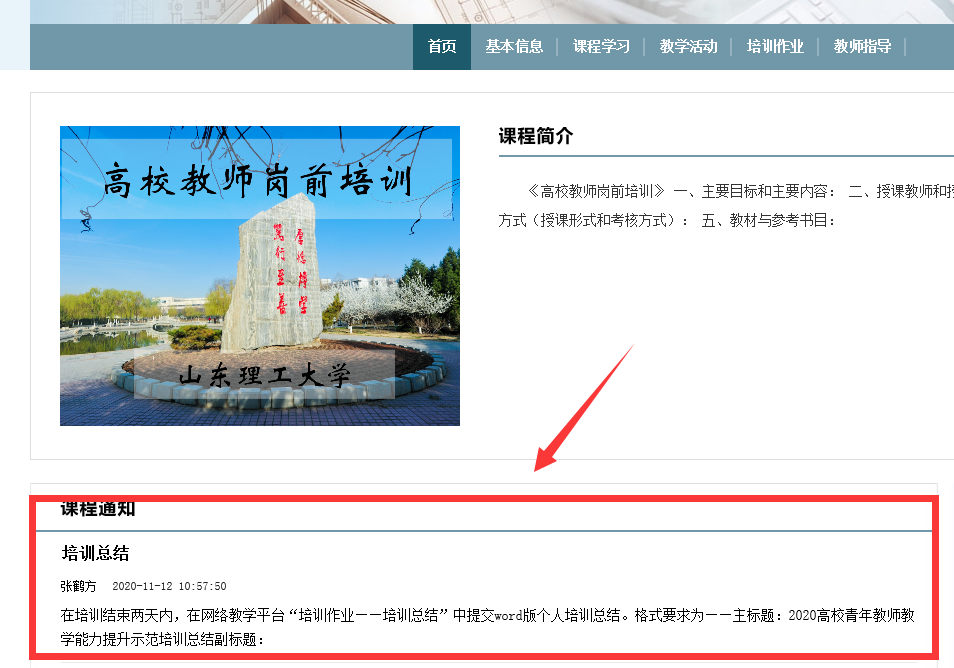 首页 基本信息 课程学习 教学活动 培训作业 教师指导
高校教师岗前培训
厚德博学
笃行至善
山东理工大学
课程简介
《高校教师岗前培训》 一、主要目标和主要内容： 二、授课教师和授
方式（授课形式和考核方式）： 五、教材与参考书目：
课程通知
培训总结
张鹤方 2020-11-12 10:57:50
在培训结束两天内，在网络教学平台“培训作业——培训总结”中提交word版个人培训总结。格式要求为——主标题：2020高校青年教师教
学能力提升示范培训总结副标题：